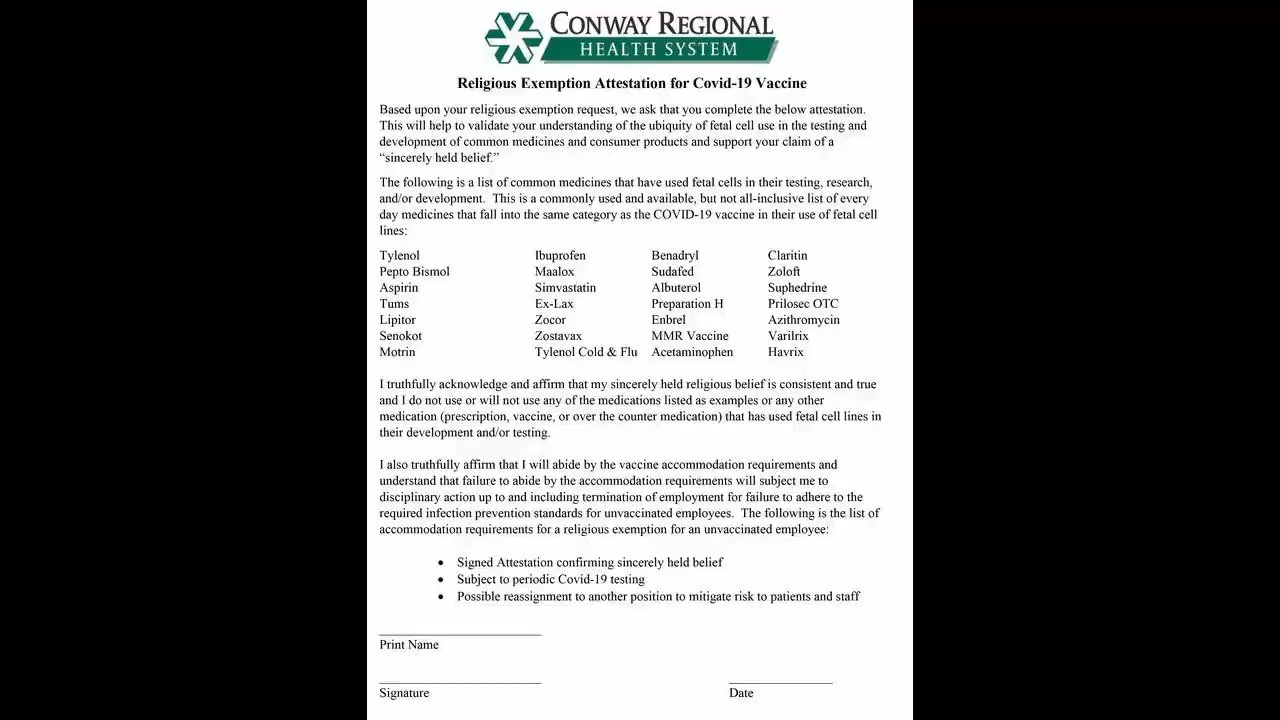 CONWAY REGIONAL
HEALTH SYSTEM
Religious Exemption Attestation for Covid-19 Vaccine
Based upon your religious exemption request, we ask that you complete the below attestation.
This will help to validate your understanding of the ubiquity of fetal cell use in the testing and
development of common medicines and consumer products and support your claim of a
“sincerely held belief.”
The following is a list of common medicines that have used fetal cells in their testing, research,
and/or development. This is a commonly used and available, but not all-inclusive list of every
day medicines that fall into the same category as the COVID-19 vaccine in their use of fetal cell
lines:
Tylenol Ibuprofen Benadryl Claritin
Pepto Bismol Maalox Sudafed Zoloft
Aspirin Simvastatin Albuterol Suphedrine
Tums Ex-Lax Preparation H Prilosec OTC
Lipitor Zocor Enbrel Azithromycin
Senokot Zostavax MMR Vaccine Varilrix
Motrin Tylenol Cold & Flu Acetaminophen Havrix
I truthfully acknowledge and affirm that my sincerely held religious belief is consistent and true
and I do not use or will not use any of the medications listed as examples or any other
medication (prescription, vaccine, or over the counter medication) that has used fetal cell lines in
their development and/or testing.
I also truthfully affirm that I will abide by the vaccine accommodation requirements and
understand that failure to abide by the accommodation requirements will subject me to
disciplinary action up to and including termination of employment for failure to adhere to the
required infection prevention standards for unvaccinated employees. The following is the list of
accommodation requirements for a religious exemption for an unvaccinated employee:
• Signed Attestation confirming sincerely held belief
• Subject to periodic Covid-19 testing
• Possible reassignment to another position to mitigate risk to patients and staff
Print Name
Signature Date